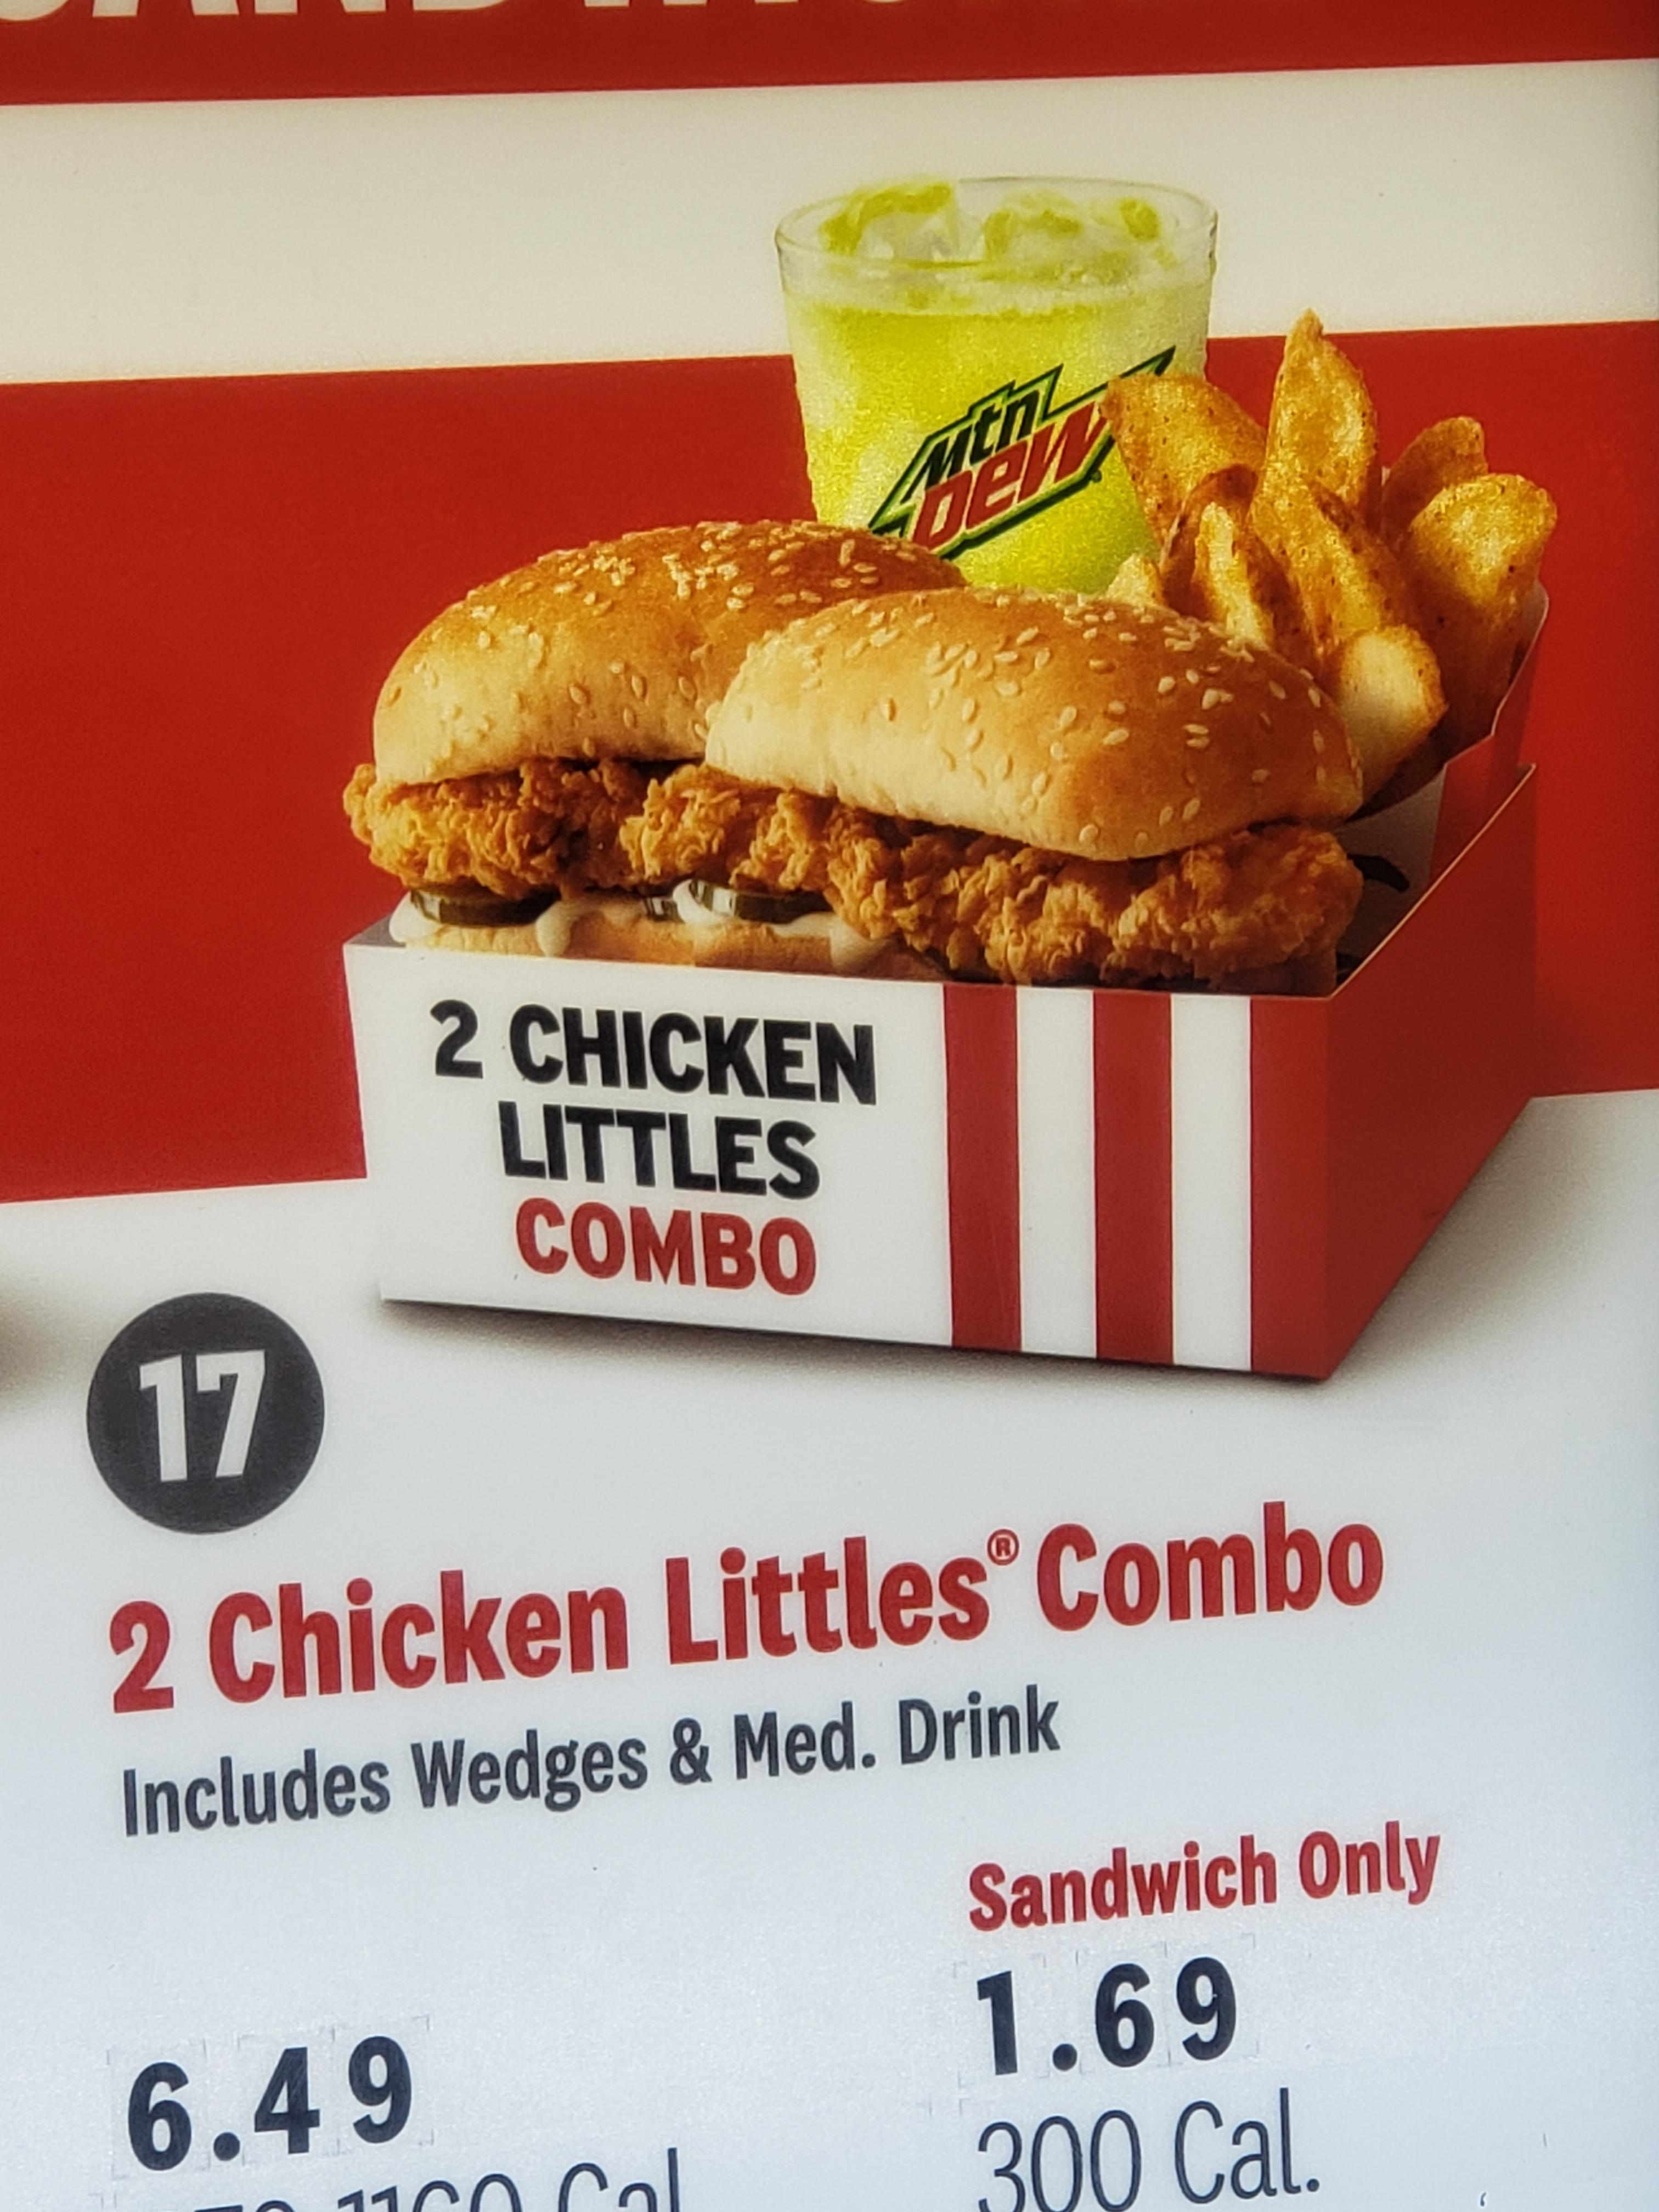 Mtn
Dew
2 CHICKEN
LITTLES
COMBO
17
2 Chicken Littles® Combo
Includes Wedges & Med. Drink
Sandwich Only
1.69
300 Cal.
6.49
Cal